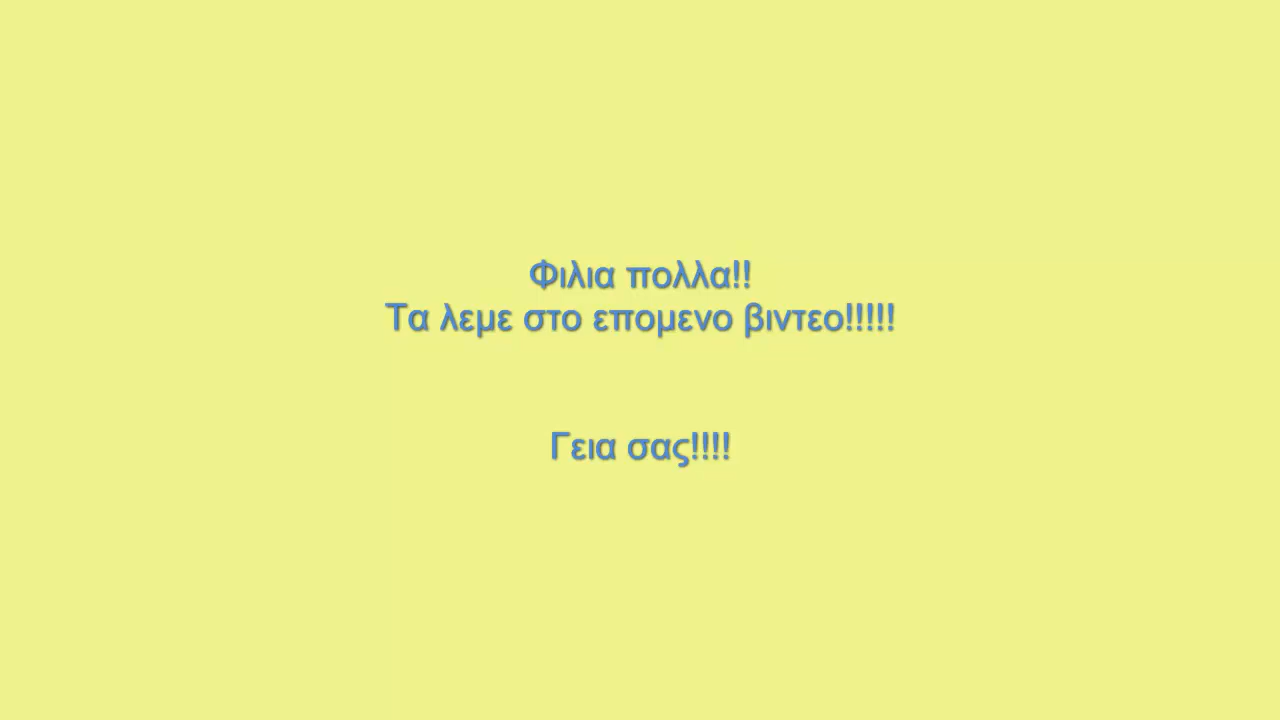 Φιλια πολλα!!
Τα λεμε στο επομενο βιντεο!!!!!
Γεια σας!!!!